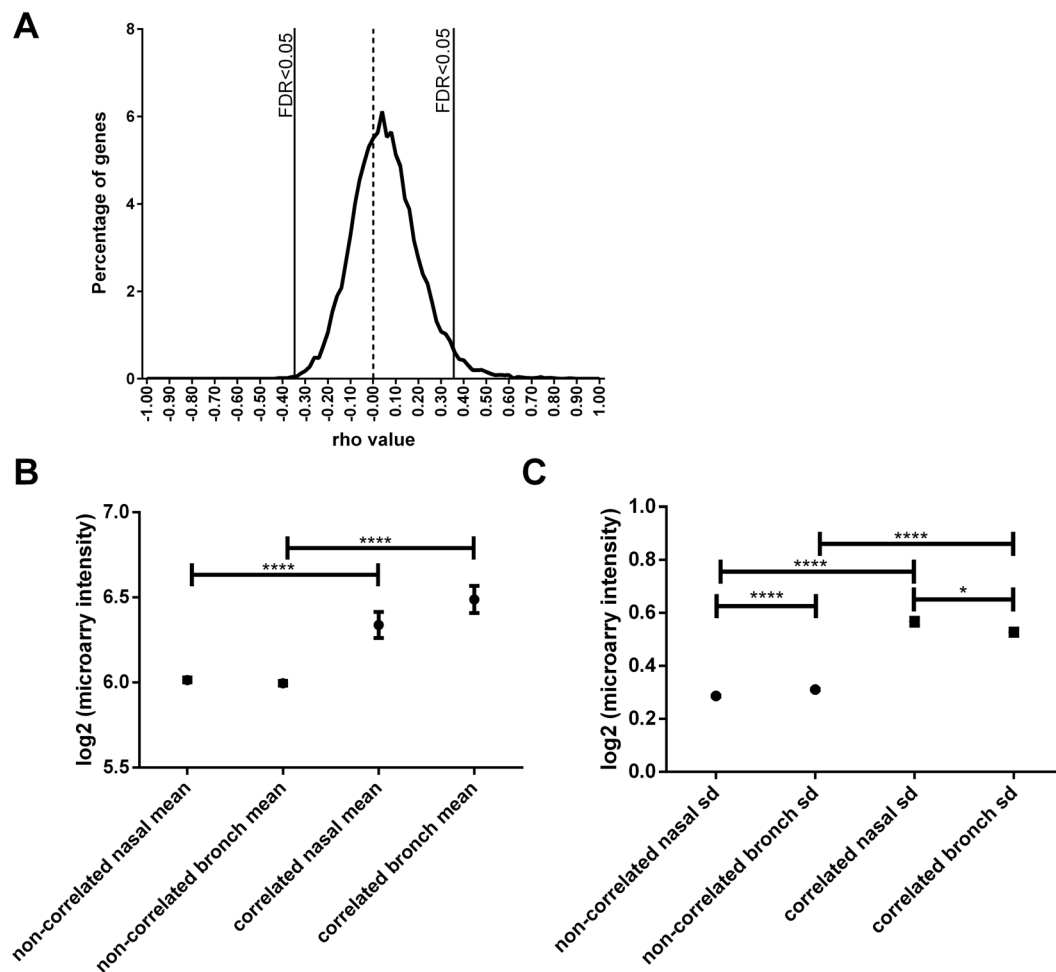 A
8
6
4
2
0
Percentage of genes
FDR<0.05
FDR<0.05
-1.00
-0.90
-0.80
-0.70
-0.60
-0.50
-0.40
-0.30
-0.20
-0.10
-0.00
0.10
0.20
0.30
0.40
0.50
0.60
0.70
0.80
0.90
1.00
rho value
B
7.0
6.5
6.0
5.5
log2 (microarry intensity)
****
****
non-correlated nasal mean
non-correlated bronch mean
correlated nasal mean
correlated bronch mean
C
1.0
0.8
0.6
0.4
0.2
0.0
log2 (microarry intensity)
****
****
****
*
non-correlated nasal sd
non-correlated bronch sd
correlated nasal sd
correlated bronch sd